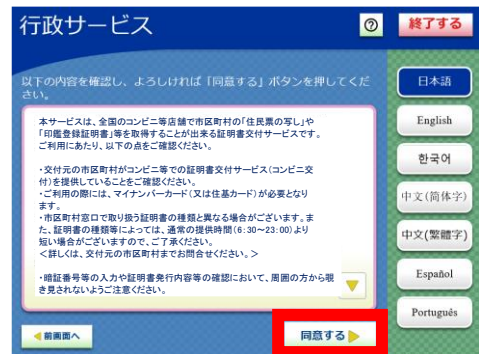 行政サービス
?
終了する
以下の内容を確認し、よろしければ「同意する」ボタンを押してくだ
さい。
本サービスは、全国のコンビニ等店舗で市区町村の「住民票の写し」や
「印鑑登録証明書」等を取得することが出来る証明書交付サービスです。
ご利用にあたり、以下の点をご確認ください。
・交付元の市区町村がコンビニ等での証明書交付サービス(コンビニ交
付)を提供していることをご確認ください。
・ご利用の際には、マイナンバーカード(又は住基カード)が必要となり
ます。
・市区町村窓口で取り扱う証明書の種類と異なる場合がございます。ま
た、証明書の種類等によっては、通常の提供時間(6:30~23:00)より
短い場合がございますので、ご了承ください。
<詳しくは、交付元の市区町村までお問合せください。>
・暗証番号等の入力や証明書発行内容等の確認において、周囲の方から覗
き見されないようご注意ください。
日本語
English
한국어
中文(简体字)
中文(繁體字)
Español
Português
前画面へ
同意する